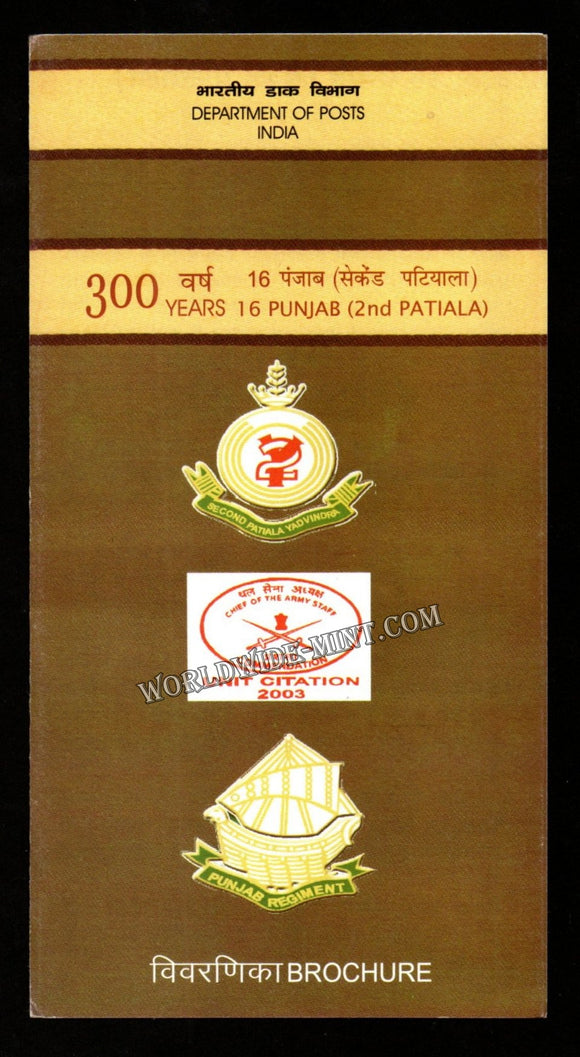 भारतीय डाक विभाग
DEPARTMENT OF POSTS
INDIA
300 वर्ष 16 पंजाब (सेकेंड पटियाला)
YEARS 16 PUNJAB (2nd PATIALA)
SECOND PATIALA YADVINDRA
थल सेना अध्यक्ष
CHIEF OF THE ARMY STAFF
UNIT CITATION
2003
WORLDWIDE-MINT.COM
PUNJAB REGIMENT
विवरणिका BROCHURE